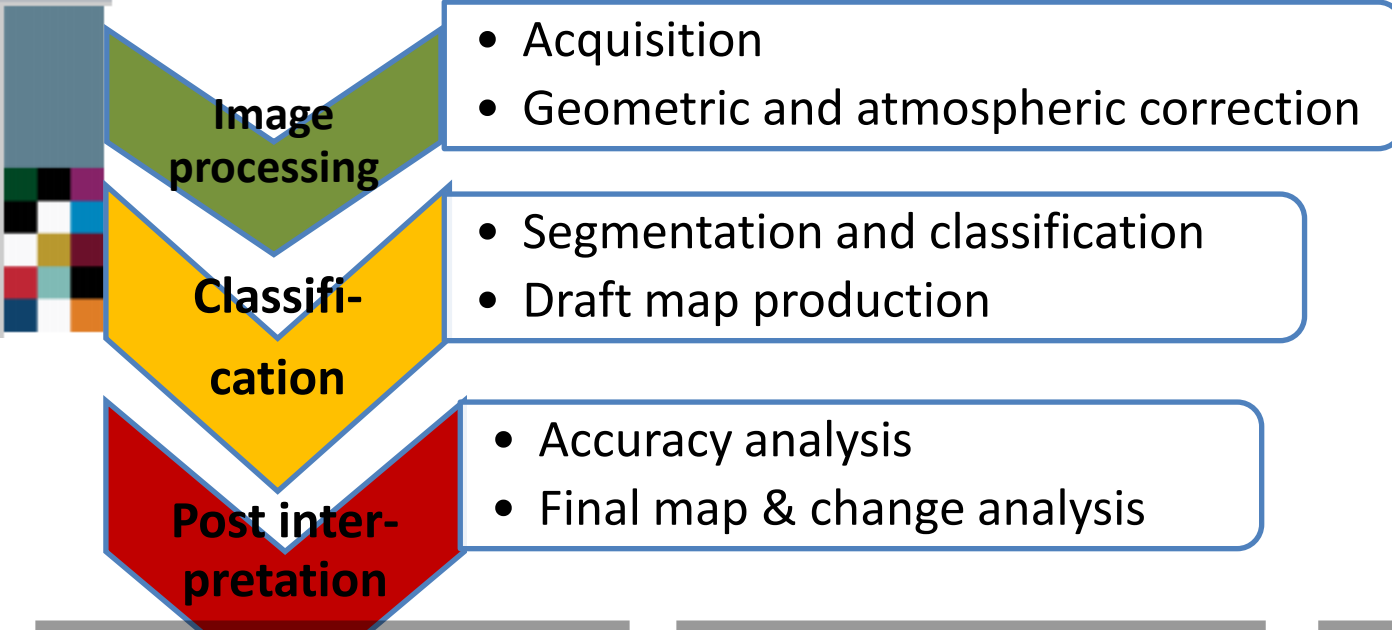 Image
processing
• Acquisition
• Geometric and atmospheric correction
Classifi-
cation
• Segmentation and classification
• Draft map production
Post inter-
pretation
• Accuracy analysis
• Final map & change analysis